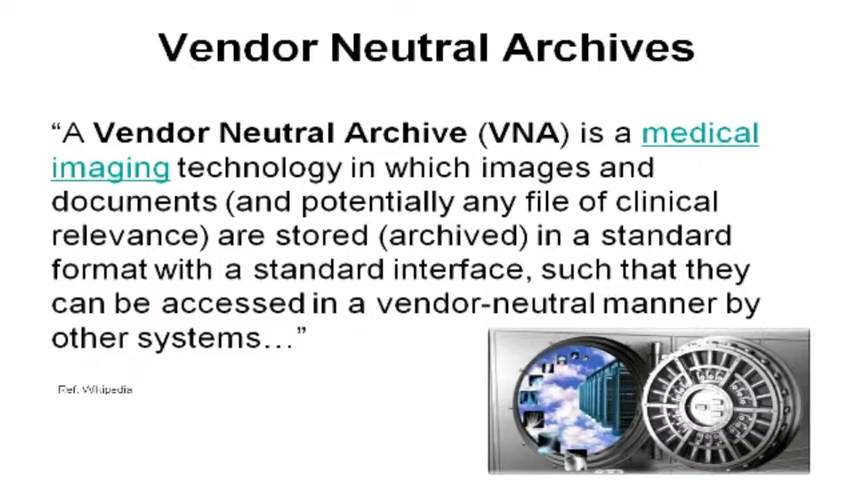 Vendor Neutral Archives
“A Vendor Neutral Archive (VNA) is a medical
imaging technology in which images and
documents (and potentially any file of clinical
relevance) are stored (archived) in a standard
format with a standard interface, such that they
can be accessed in a vendor-neutral manner by
other systems…”
Ref. Wikipedia